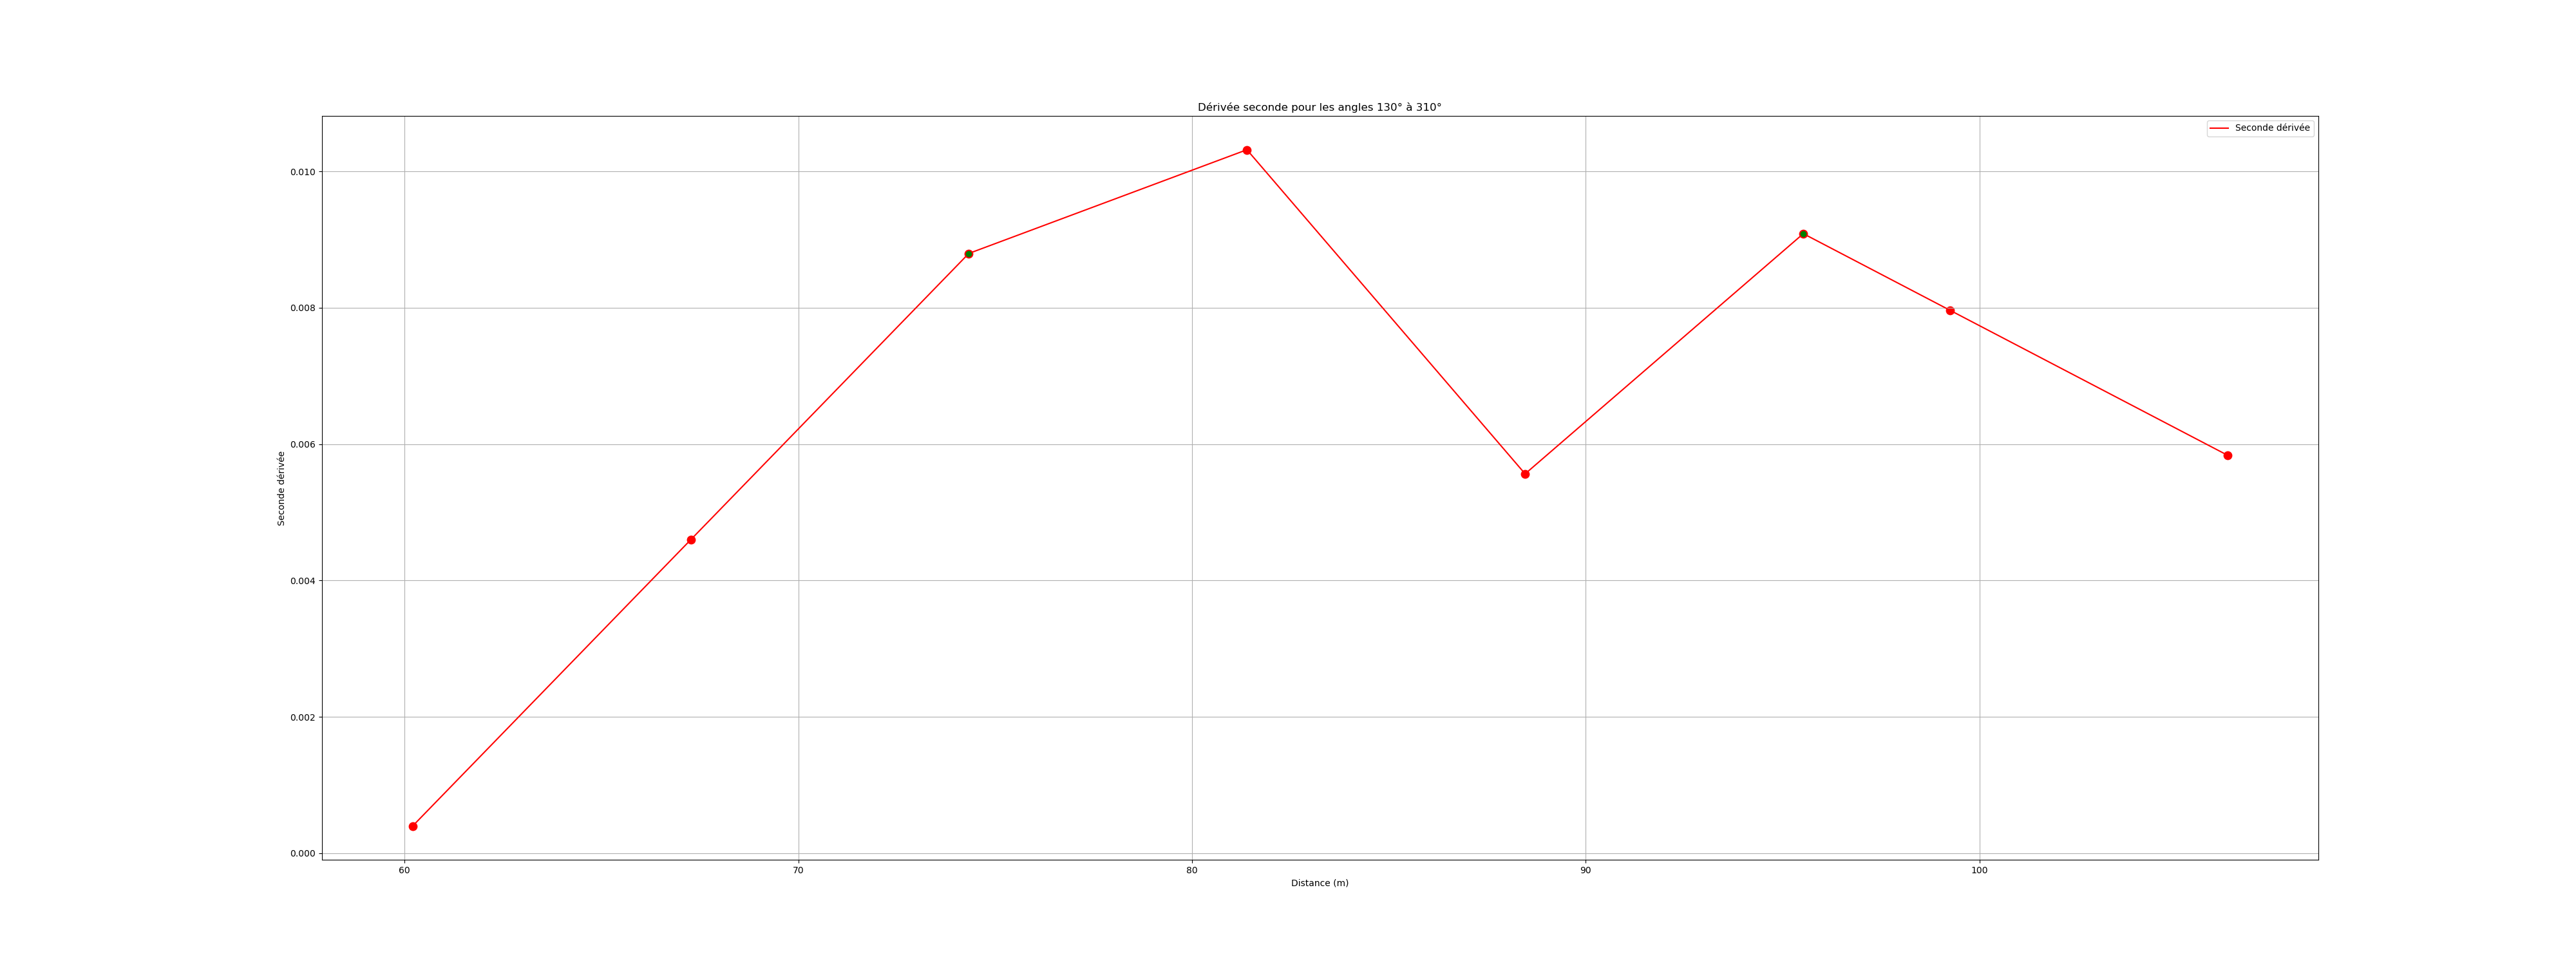 Dérivée seconde pour les angles 130° à 310°
Seconde dérivée
0.010
0.008
0.006
0.004
0.002
0.000
Seconde dérivée
60 70 80 90 100
Distance (m)